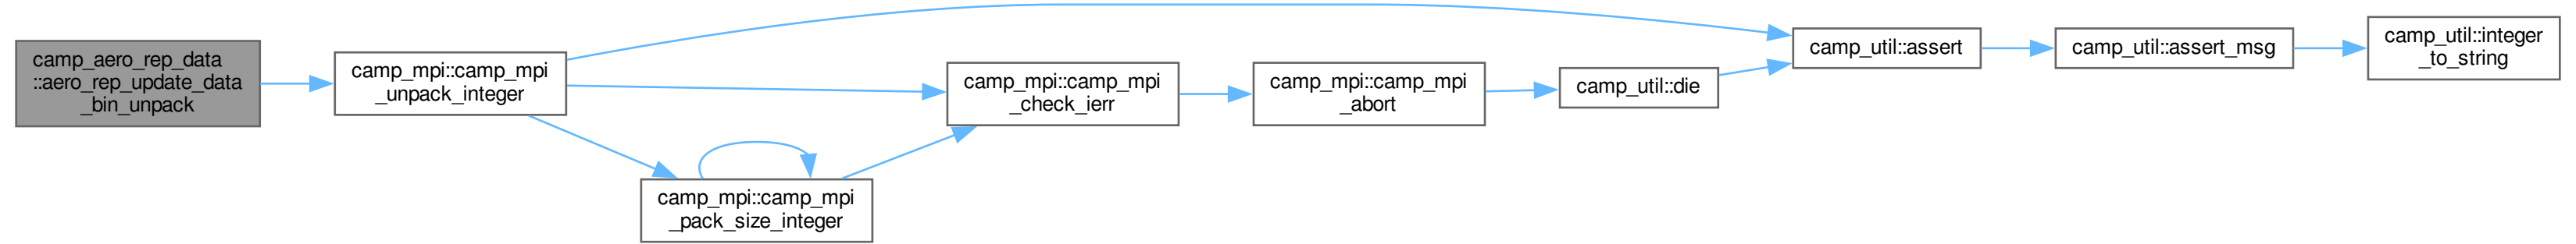 camp_aero_rep_data
::aero_rep_update_data
_bin_unpack
camp_mpi::camp_mpi
_unpack_integer
camp_mpi::camp_mpi
_pack_size_integer
camp_mpi::camp_mpi
_check_ierr
camp_mpi::camp_mpi
_abort
camp_util::die
camp_util::assert
camp_util::assert_msg
camp_util::integer
_to_string